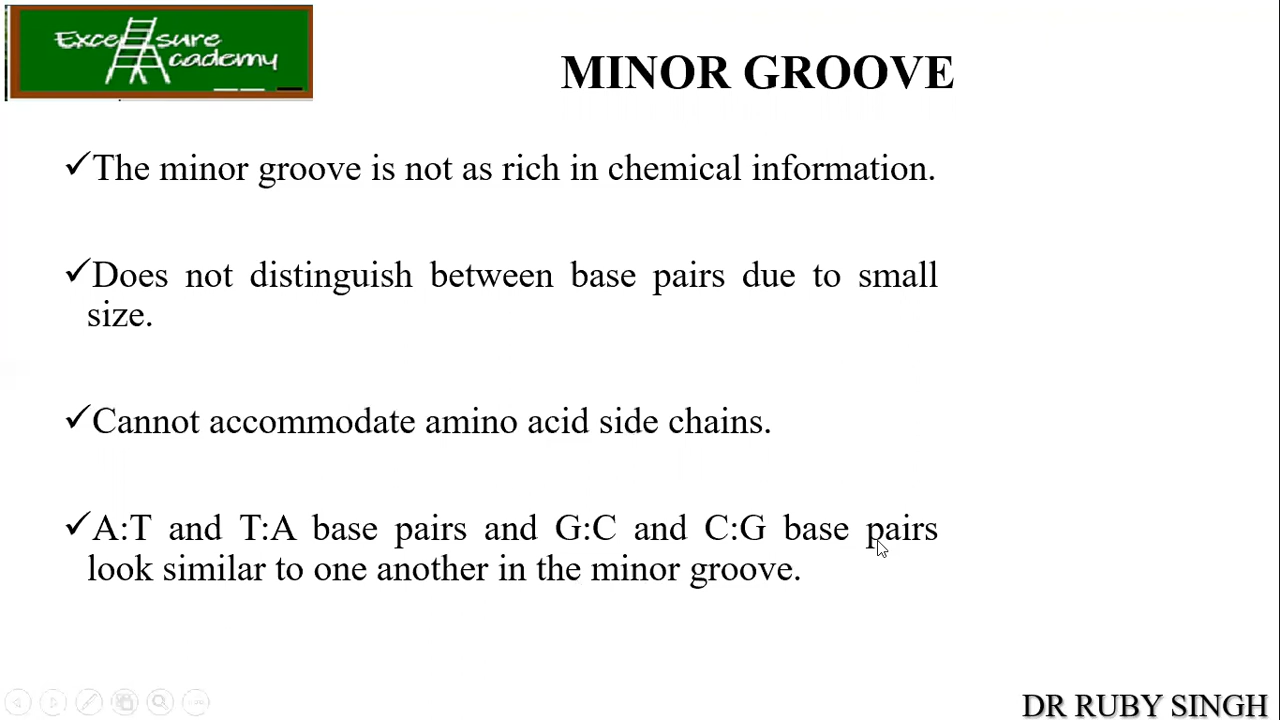 Exce sure
cademy
MINOR GROOVE
✓The minor groove is not as rich in chemical information.
✓Does not distinguish between base pairs due to small
size.
✓Cannot accommodate amino acid side chains.
✓A:T and T:A base pairs and G:C and C:G base pairs
look similar to one another in the minor groove.
DR RUBY SINGH